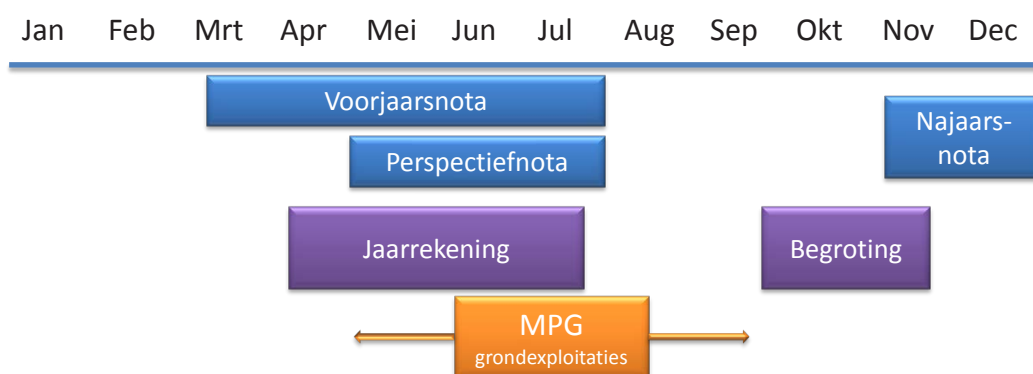 Jan Feb Mrt Apr Mei Jun Jul Aug Sep Okt Nov Dec
Voorjaarsnota
Najaars-
nota
Perspectiefnota
Jaarrekening
Begroting
MPG
grondexploitaties